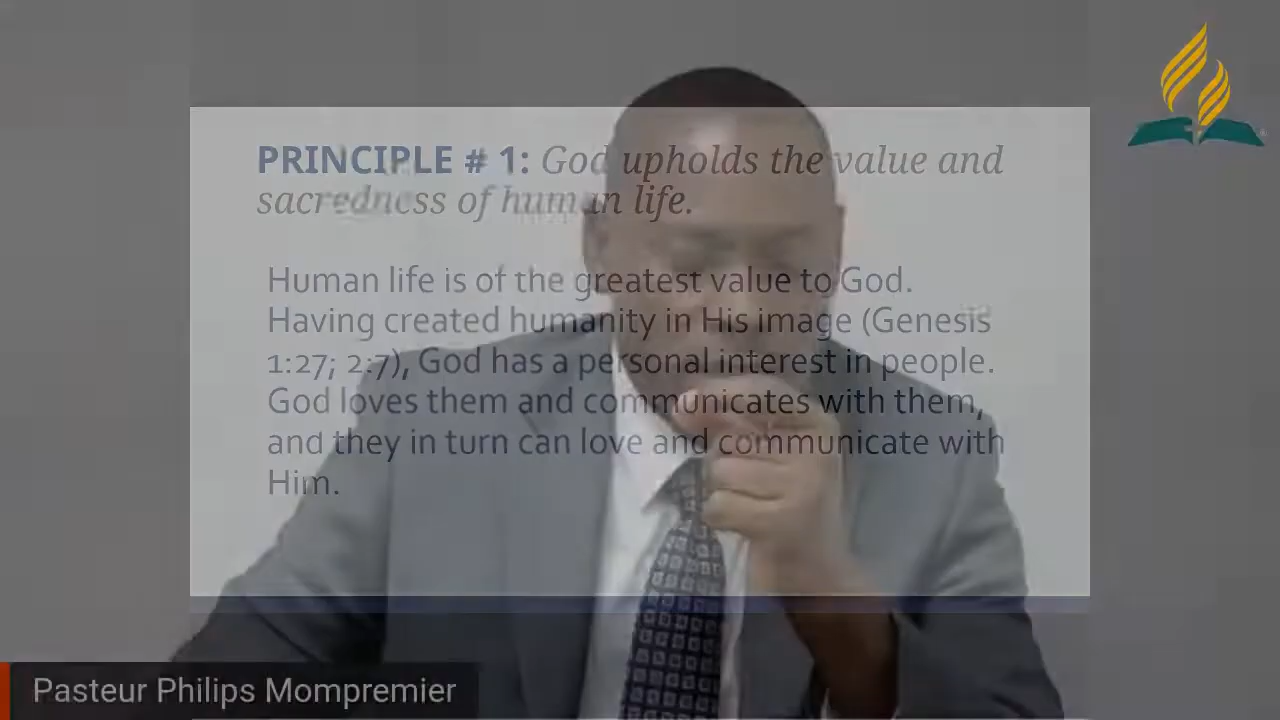 PRINCIPLE # 1: God upholds the value and
sacredness of human life.
Human life is of the greatest value to God.
Having created humanity in His image (Genesis
1:27; 2:7), God has a personal interest in people.
God loves them and communicates with them,
and they in turn can love and communicate with
Him.
Pasteur Philips Mompremier